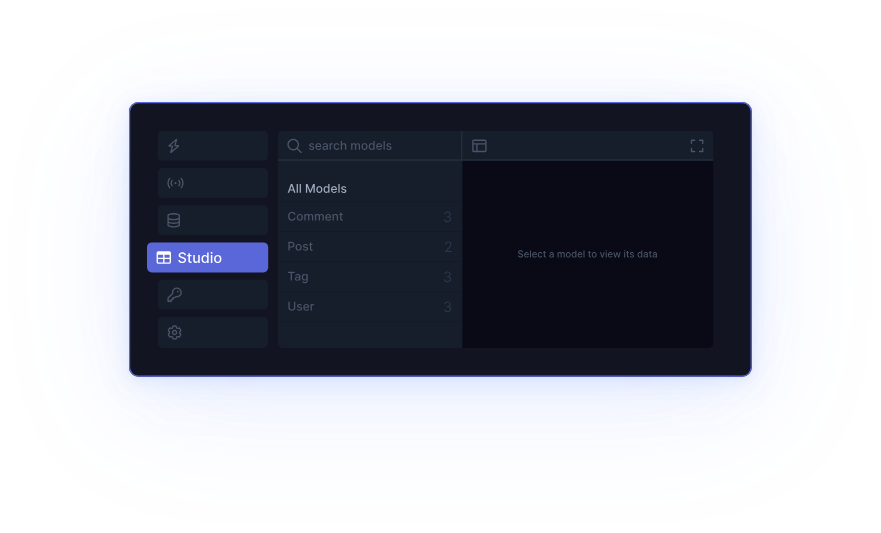 search models
Studio
All Models
Comment 3
Post 2
Tag 3
User 3
Select a model to view its data